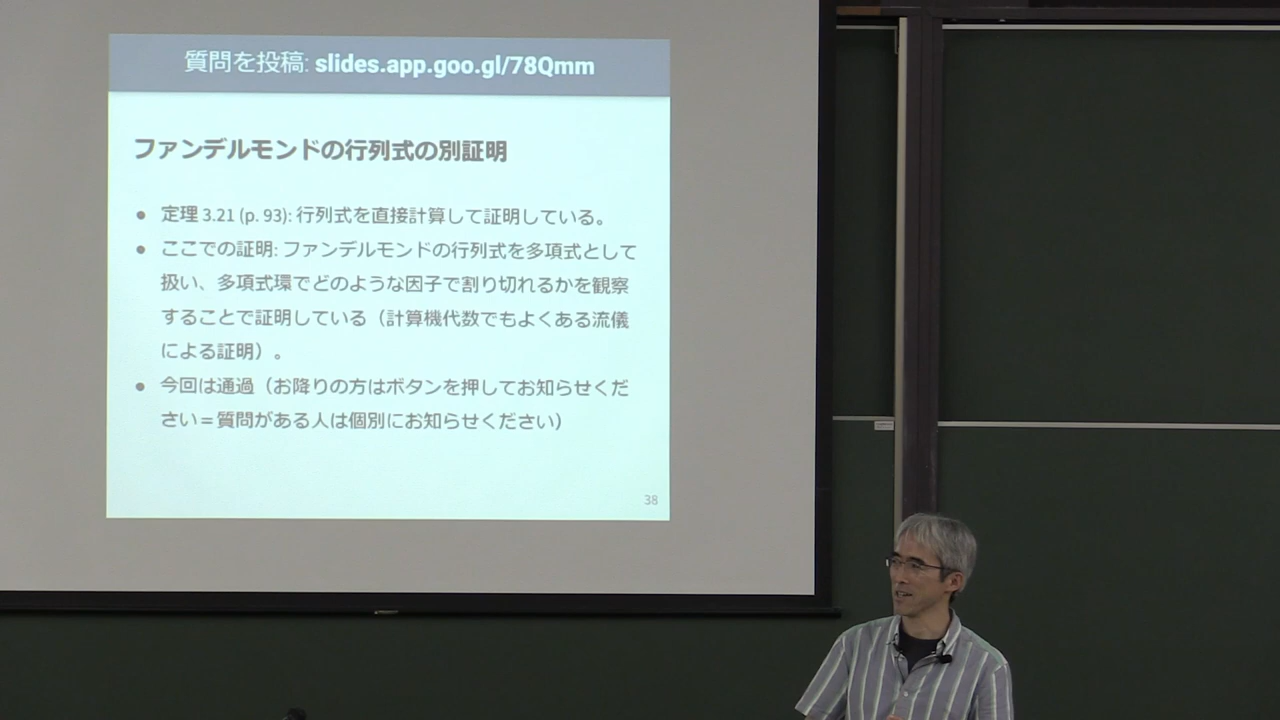 質問を投稿: slides.app.goo.gl/78Qmm
ファンデルモンドの行列式の別証明
● 定理 3.21 (p. 93): 行列式を直接計算して証明している。
● ここでの証明: ファンデルモンドの行列式を多項式として
扱い、多項式環でどのような因子で割り切れるかを観察
することで証明している（計算機代数でもよくある流儀
による証明）。
● 今回は通過（お降りの方はボタンを押してお知らせくだ
さい＝質問がある人は個別にお知らせください）
38